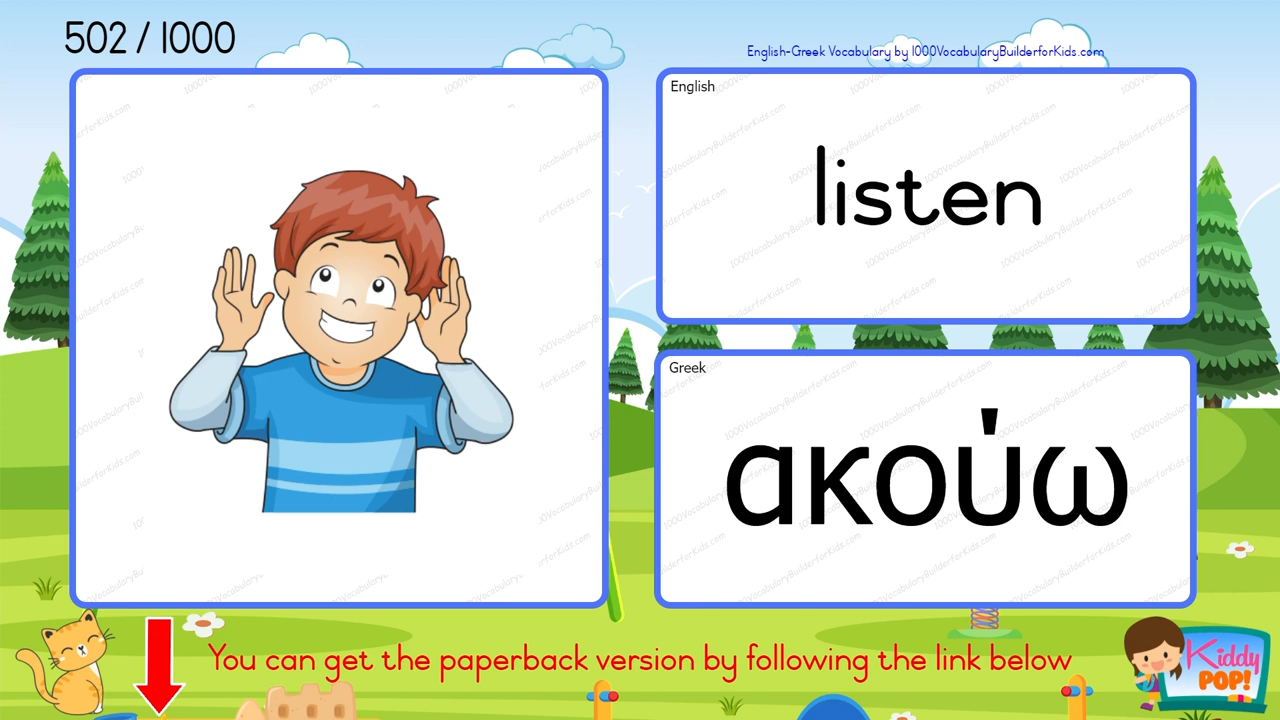 502 / 1000
English-Greek Vocabulary by 1000VocabularyBuilderforKids.com
English
listen
Greek
ακούω
You can get the paperback version by following the link below
Kiddy
POP!